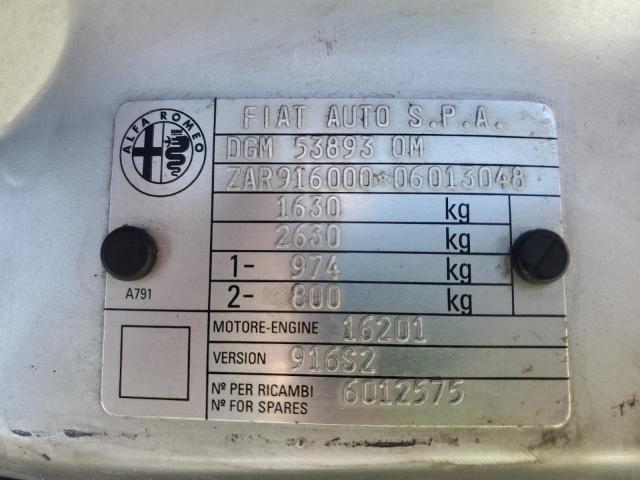 ALFA ROMEO
FIAT AUTO S.P.A.
DGM 53893 OM
ZAR916000*06013048
1630 kg
2630 kg
1- 974 kg
2- 800 kg
A791
MOTORE-ENGINE 16201
VERSION 916S2
Nº PER RICAMBI 6012575
Nº FOR SPARES